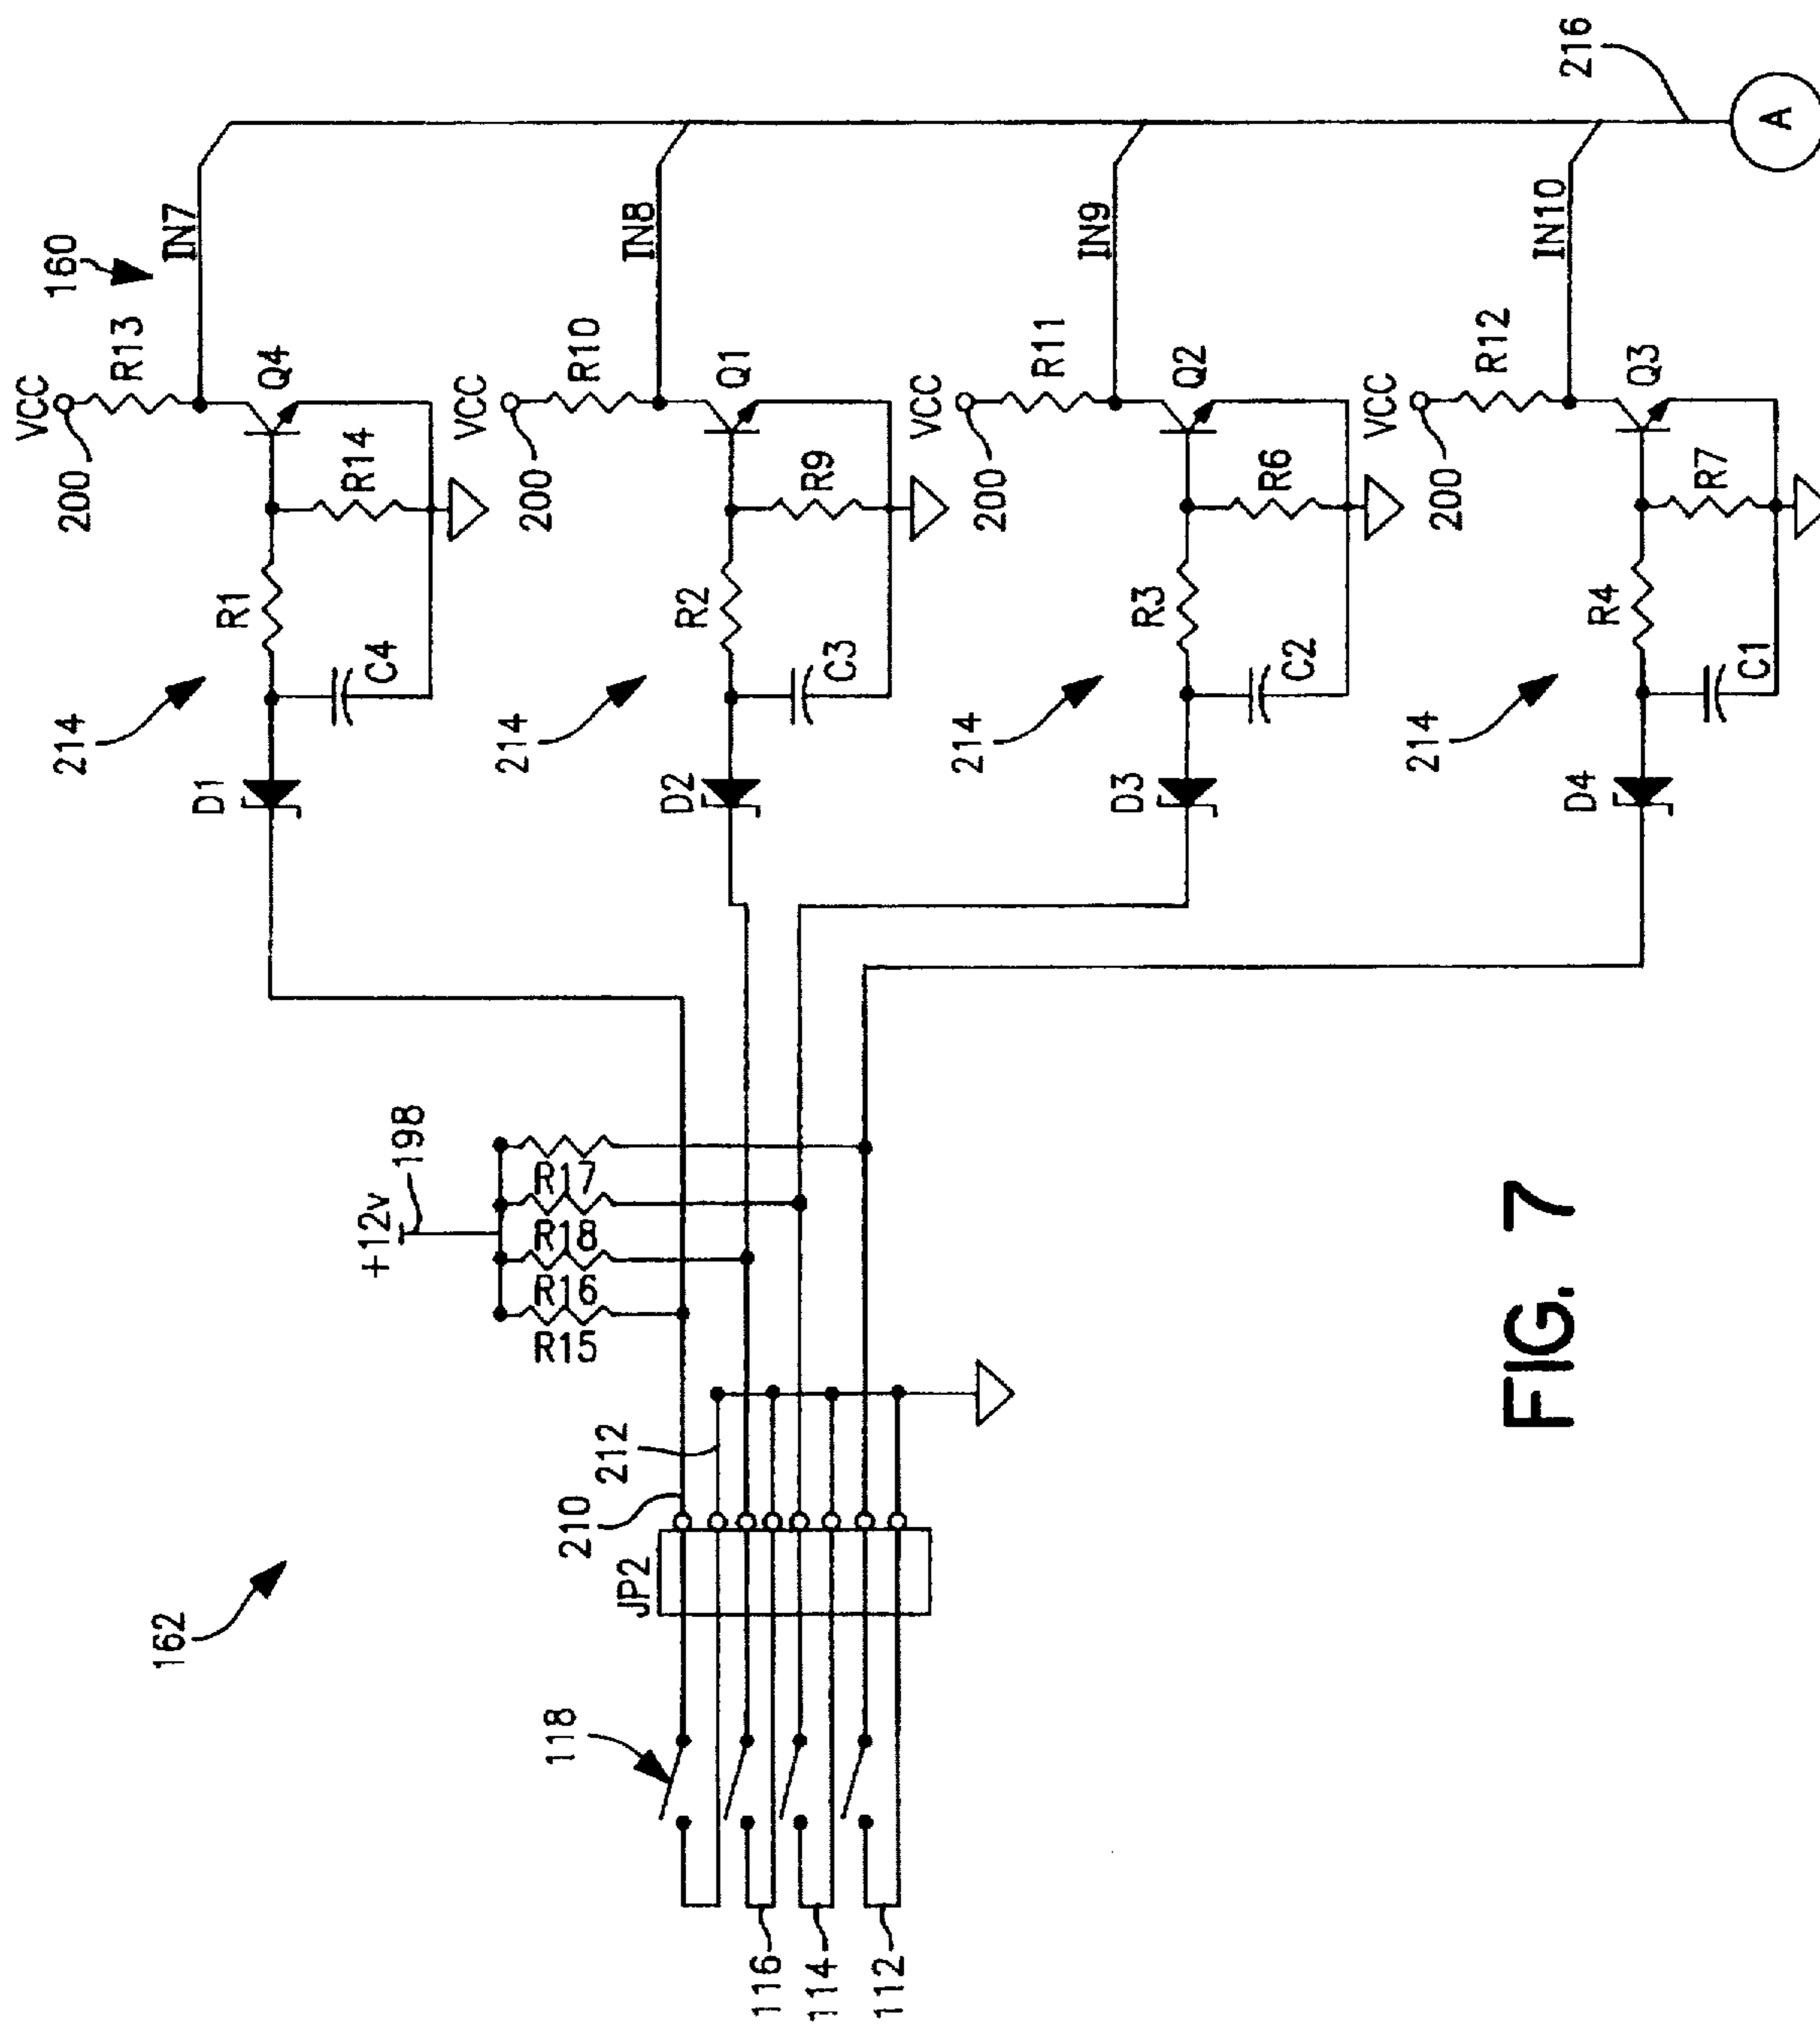 162
118
116
114
112
JP2
210
212
+12v
198
R17
R18
R16
R15
160
214
D1
R1
C4
R14
VCC
200
R13
Q4
IN7
214
D2
R2
C3
R9
VCC
200
R10
Q1
IN8
214
D3
R3
C2
R6
VCC
200
R11
Q2
IN9
214
D4
R4
C1
R7
VCC
200
R12
Q3
IN10
216
A
FIG. 7